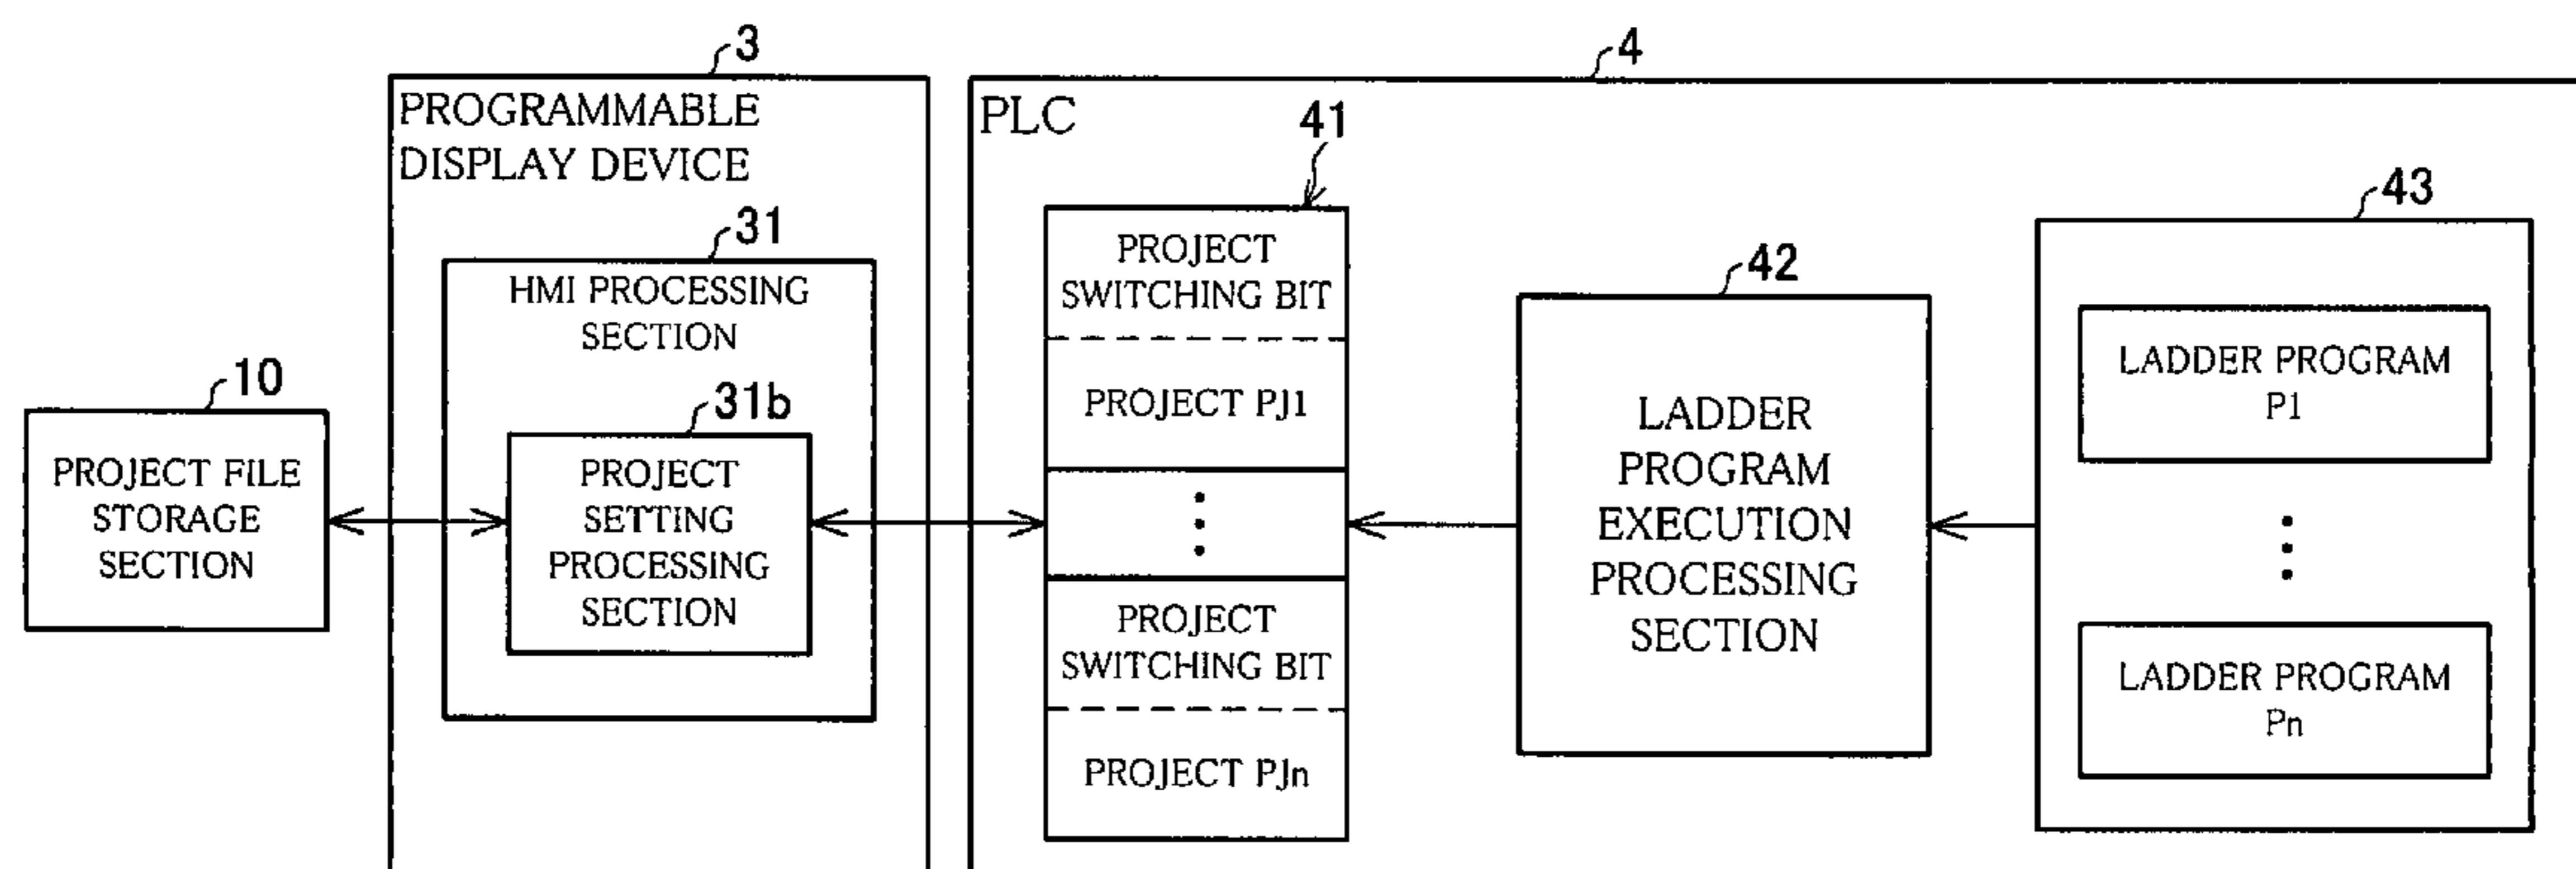 3
4
PROGRAMMABLE
DISPLAY DEVICE
PLC
41
43
31
HMI PROCESSING
SECTION
PROJECT
SWITCHING BIT
PROJECT PJ1
42
10
31b
PROJECT FILE
STORAGE
SECTION
PROJECT
SETTING
PROCESSING
SECTION
PROJECT
SWITCHING BIT
PROJECT PJn
LADDER
PROGRAM
EXECUTION
PROCESSING
SECTION
LADDER PROGRAM
P1
LADDER PROGRAM
Pn